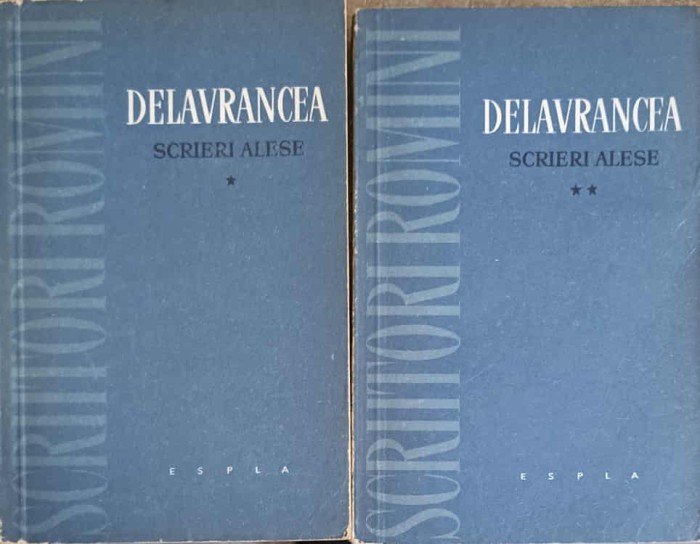 SCRIITORI ROMÎNI
DELAVRANCEA
SCRIERI ALESE
★
E S P L A
SCRIITORI ROMÎNI
DELAVRANCEA
SCRIERI ALESE
★★
E S P L A